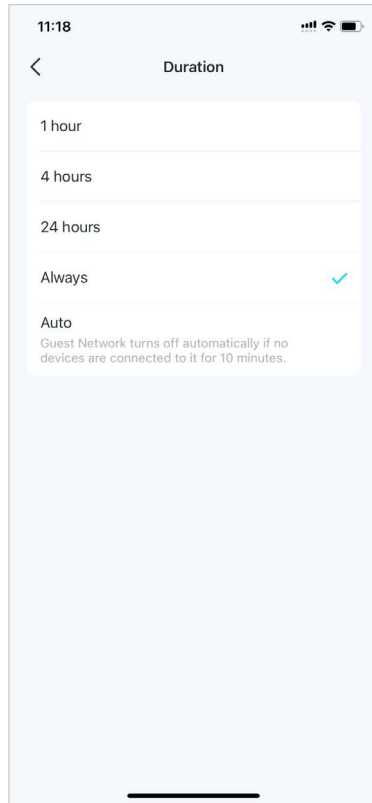 11:18
Duration
1 hour
4 hours
24 hours
Always
Auto
Guest Network turns off automatically if no
devices are connected to it for 10 minutes.